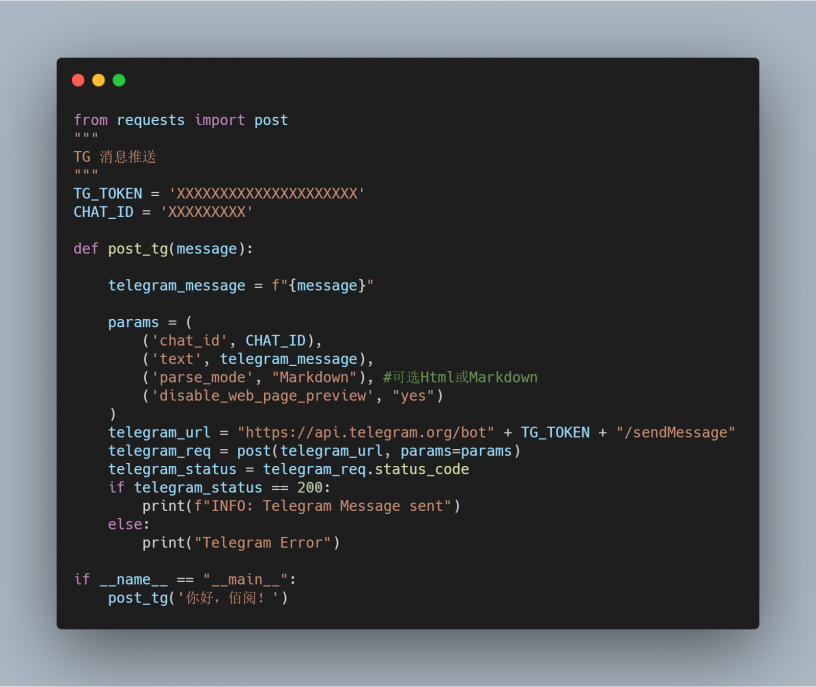 from requests import post
"""
TG 消息推送
"""
TG_TOKEN = 'XXXXXXXXXXXXXXXXXXXXX'
CHAT_ID = 'XXXXXXXXX'
def post_tg(message):
    telegram_message = f"{message}"
    params = (
        ('chat_id', CHAT_ID),
        ('text', telegram_message),
        ('parse_mode', "Markdown"), #可选Html或Markdown
        ('disable_web_page_preview', "yes")
    )
    telegram_url = "https://api.telegram.org/bot" + TG_TOKEN + "/sendMessage"
    telegram_req = post(telegram_url, params=params)
    telegram_status = telegram_req.status_code
    if telegram_status == 200:
        print(f"INFO: Telegram Message sent")
    else:
        print("Telegram Error")
if __name__ == "__main__":
    post_tg('你好，佰阅！')